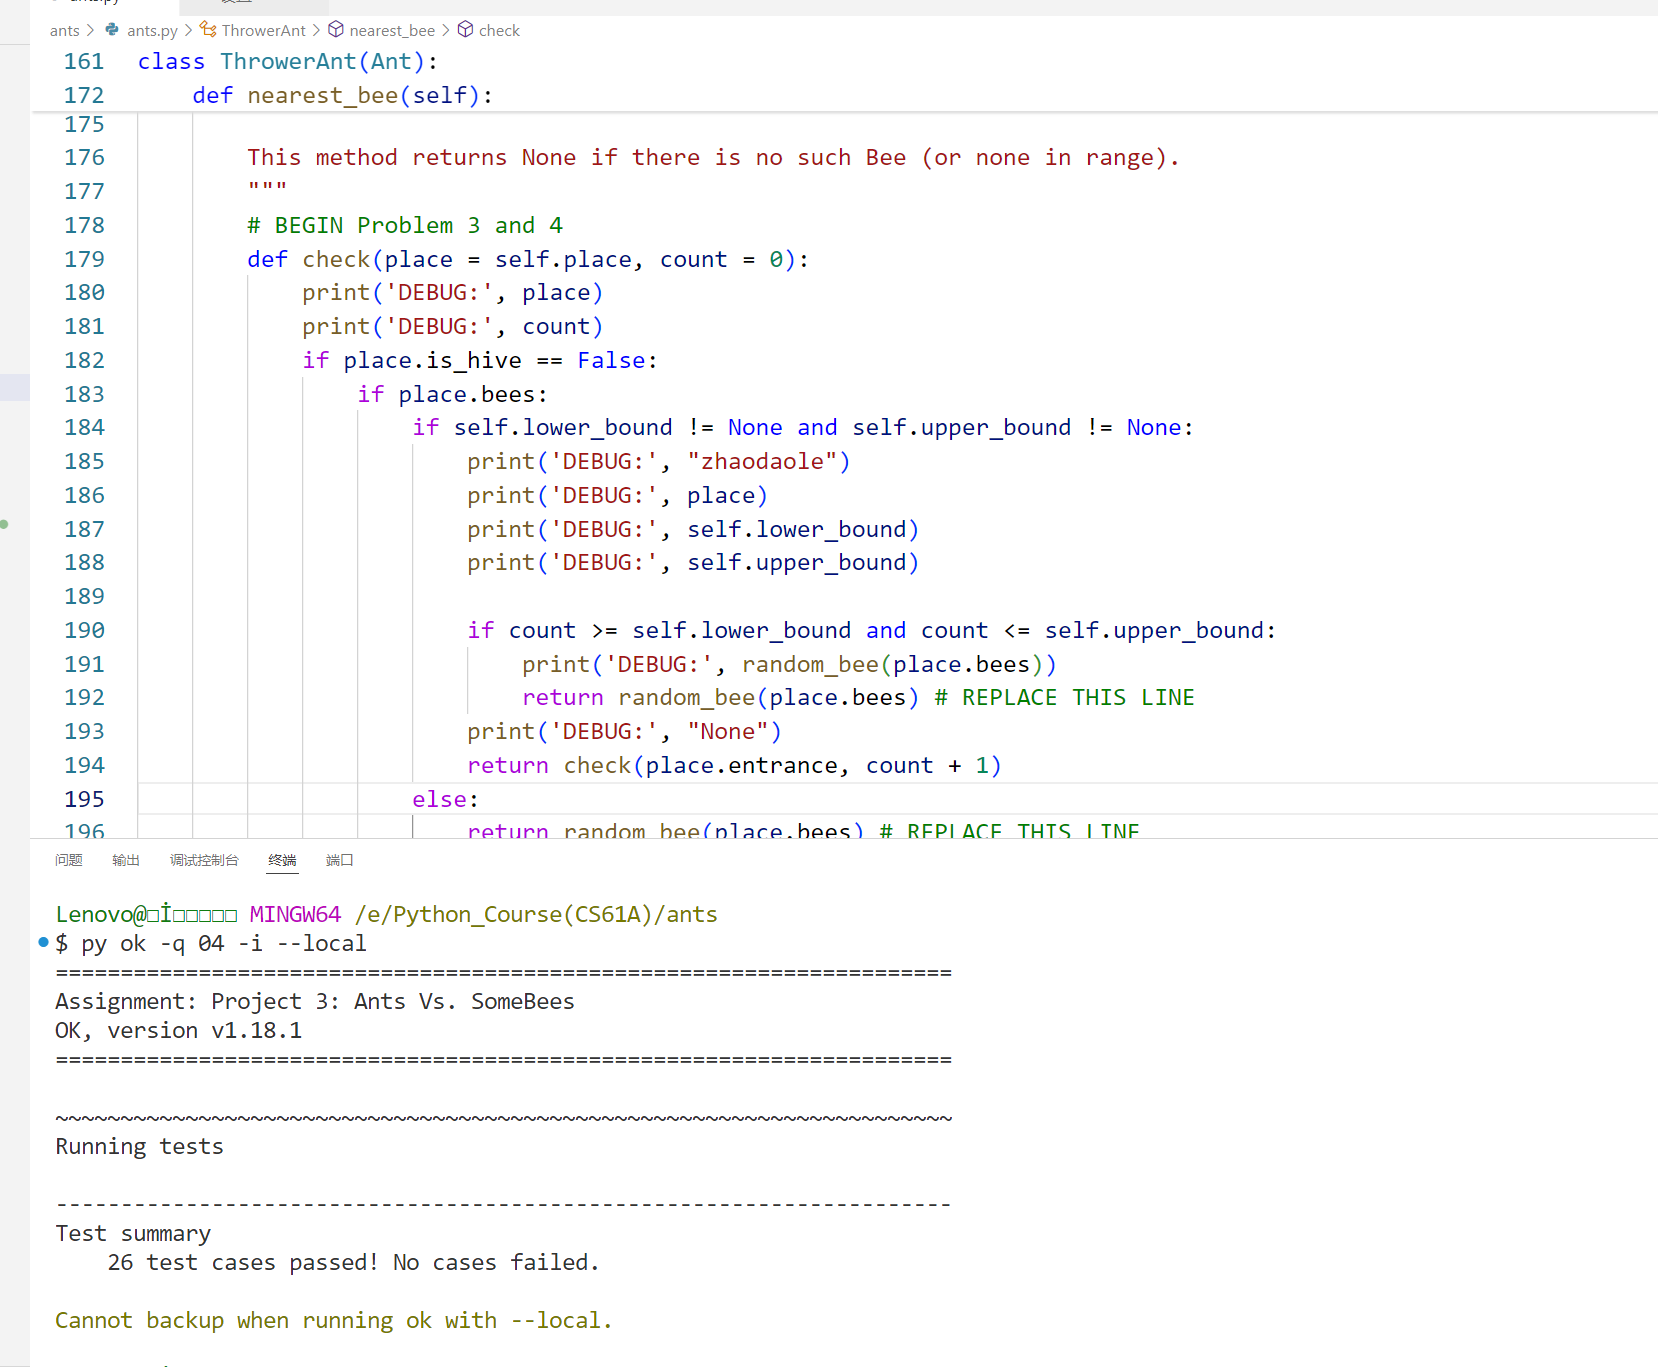 ants > ants.py > ThrowerAnt > nearest_bee > check
161 class ThrowerAnt(Ant):
172 def nearest_bee(self):
175
176 This method returns None if there is no such Bee (or none in range).
177 """
178 # BEGIN Problem 3 and 4
179 def check(place = self.place, count = 0):
180 print('DEBUG:', place)
181 print('DEBUG:', count)
182 if place.is_hive == False:
183 if place.bees:
184 if self.lower_bound != None and self.upper_bound != None:
185 print('DEBUG:', "zhaodaole")
186 print('DEBUG:', place)
187 print('DEBUG:', self.lower_bound)
188 print('DEBUG:', self.upper_bound)
189
190 if count >= self.lower_bound and count <= self.upper_bound:
191 print('DEBUG:', random_bee(place.bees))
192 return random_bee(place.bees) # REPLACE THIS LINE
193 print('DEBUG:', "None")
194 return check(place.entrance, count + 1)
195 else:
196 return random_bee(place.bees) # REPLACE THIS LINE
问题 输出 调试控制台 终端 端口
Lenovo@□İ□□□□□ MINGW64 /e/Python_Course(CS61A)/ants
$ py ok -q 04 -i --local
=====================================================================
Assignment: Project 3: Ants Vs. SomeBees
OK, version v1.18.1
=====================================================================
~~~~~~~~~~~~~~~~~~~~~~~~~~~~~~~~~~~~~~~~~~~~~~~~~~~~~~~~~~~~~~~~~~~~~
Running tests
---------------------------------------------------------------------
Test summary
26 test cases passed! No cases failed.
Cannot backup when running ok with --local.